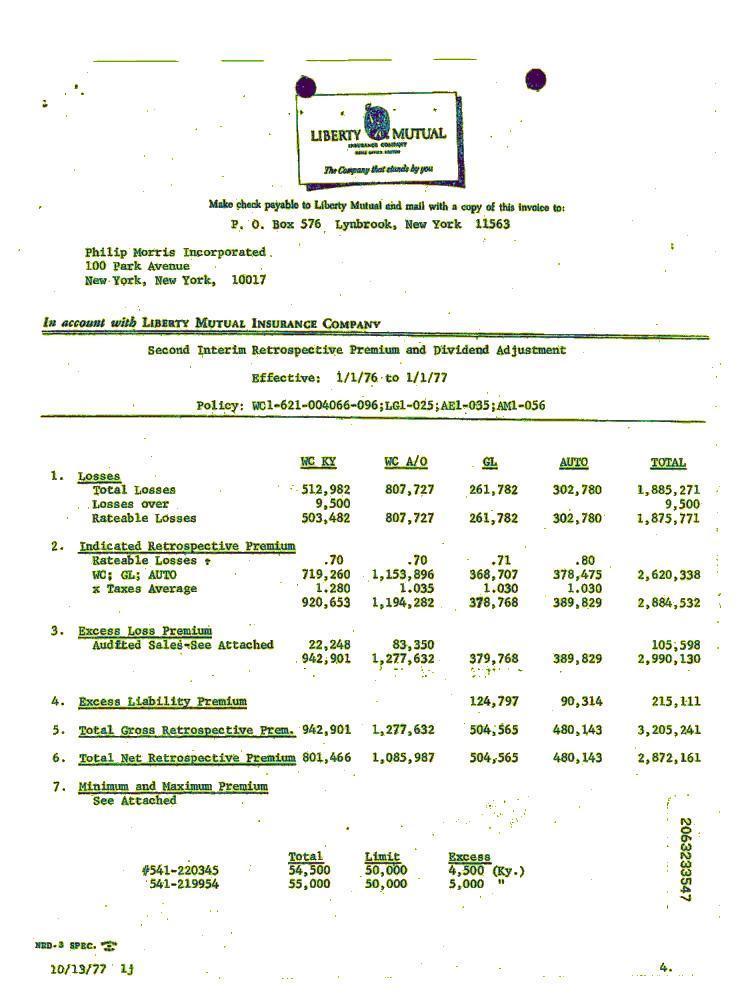 LIBERTY MUTUAL
INSURANCE COMPANY
HOME OFFICE BOSTON
The Company that stands by you
Make check payable to Liberty Mutual and mail with a copy of this invoice to:
P. O. Box 576 Lynbrook, New York 11563
Philip Morris Incorporated
100 Park Avenue
New York, New York, 10017
In account with LIBERTY MUTUAL INSURANCE COMPANY
Second Interim Retrospective Premium and Dividend Adjustment
Effective: 1/1/76 to 1/1/77
Policy: WC1-621-004066-096;LG1-025;AE1-035;AM1-056
WC KY WC A/O GL AUTO TOTAL
1. Losses
Total Losses 512,982 807,727 261,782 302,780 1,885,271
Losses over 9,500 9,500
Rateable Losses 503,482 807,727 261,782 302,780 1,875,771
2. Indicated Retrospective Premium
Rateable Losses ÷ .70 .70 .71 .80
WC; GL; AUTO 719,260 1,153,896 368,707 378,475 2,620,338
x Taxes Average 1.280 1.035 1.030 1.030
920,653 1,194,282 378,768 389,829 2,884,532
3. Excess Loss Premium
Audited Sales-See Attached 22,248 83,350 105,598
942,901 1,277,632 379,768 389,829 2,990,130
4. Excess Liability Premium 124,797 90,314 215,111
5. Total Gross Retrospective Prem. 942,901 1,277,632 504,565 480,143 3,205,241
6. Total Net Retrospective Premium 801,466 1,085,987 504,565 480,143 2,872,161
7. Minimum and Maximum Premium
See Attached
Total Limit Excess
#541-220345 54,500 50,000 4,500 (Ky.)
541-219954 55,000 50,000 5,000 "
2063233547
NRD-3 SPEC.
10/13/77 lj 4.